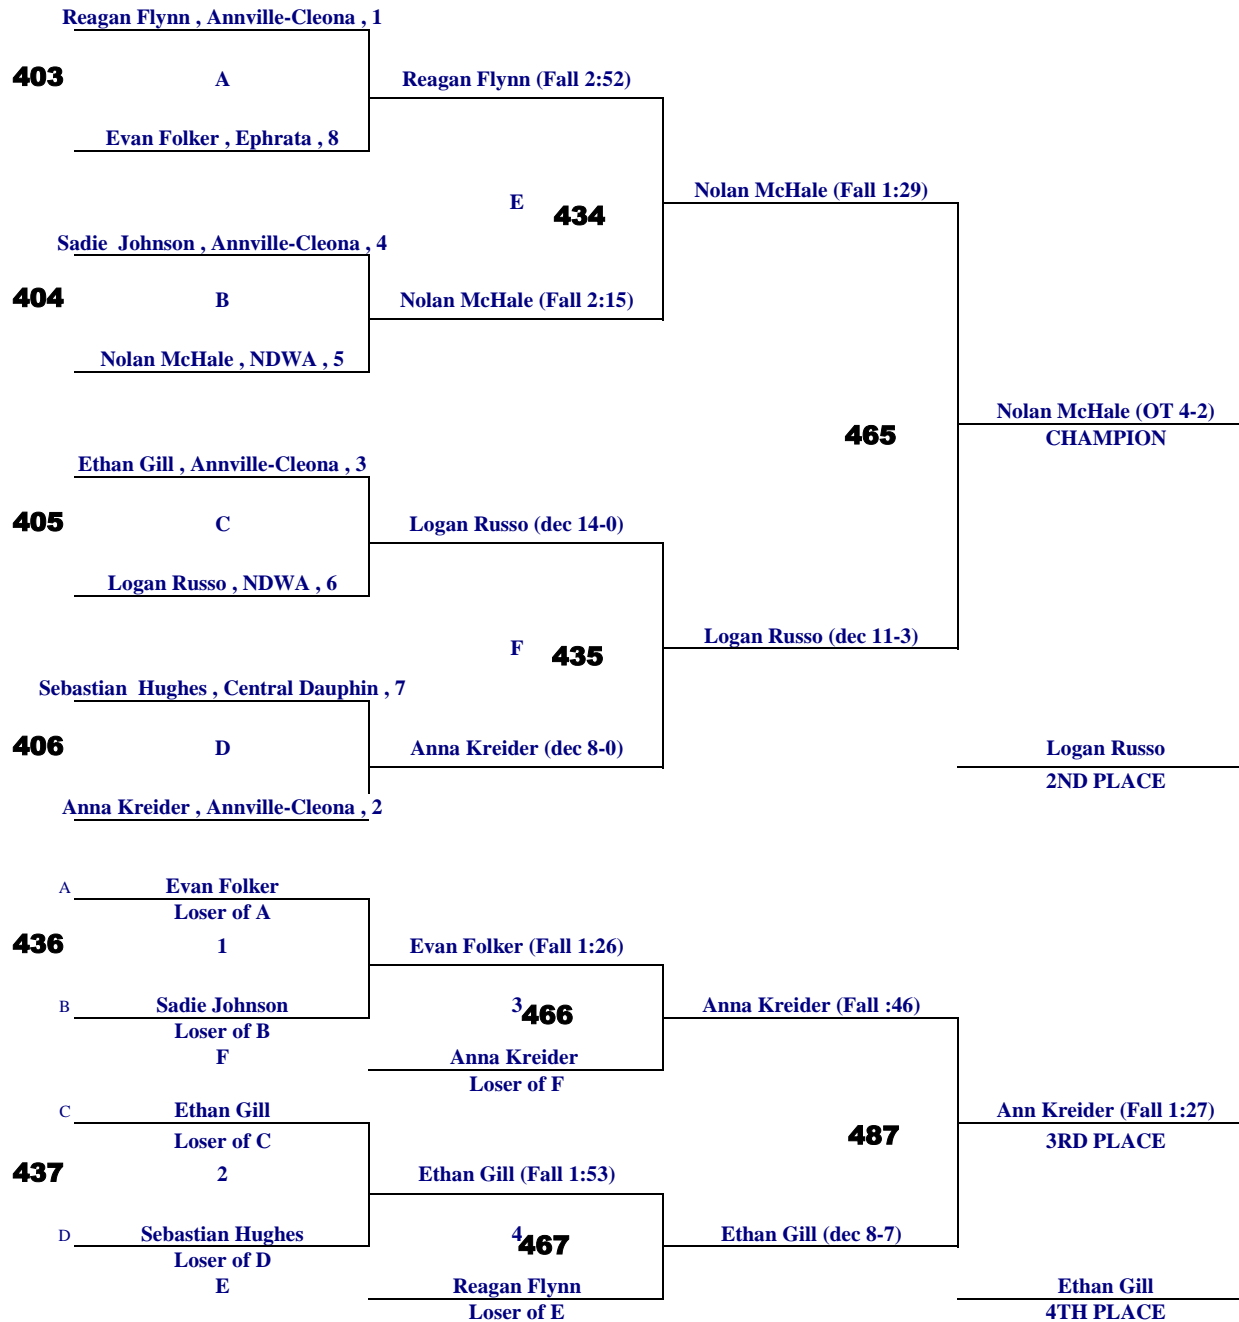 Reagan Flynn , Annville-Cleona , 1
403
A
Reagan Flynn (Fall 2:52)
Evan Folker , Ephrata , 8
E
434
Nolan McHale (Fall 1:29)
Sadie  Johnson , Annville-Cleona , 4
404
B
Nolan McHale (Fall 2:15)
Nolan McHale , NDWA , 5
465
Nolan McHale (OT 4-2)
CHAMPION
Ethan Gill , Annville-Cleona , 3
405
C
Logan Russo (dec 14-0)
Logan Russo , NDWA , 6
F
435
Logan Russo (dec 11-3)
Sebastian  Hughes , Central Dauphin , 7
406
D
Anna Kreider (dec 8-0)
Logan Russo
2ND PLACE
Anna Kreider , Annville-Cleona , 2
A
Evan Folker
Loser of A
436
1
Evan Folker (Fall 1:26)
B
Sadie Johnson
Loser of B
3
466
Anna Kreider (Fall :46)
F
Anna Kreider
Loser of F
C
Ethan Gill
Loser of C
487
Ann Kreider (Fall 1:27)
3RD PLACE
437
2
Ethan Gill (Fall 1:53)
D
Sebastian Hughes
Loser of D
4
467
Ethan Gill (dec 8-7)
E
Reagan Flynn
Loser of E
Ethan Gill
4TH PLACE